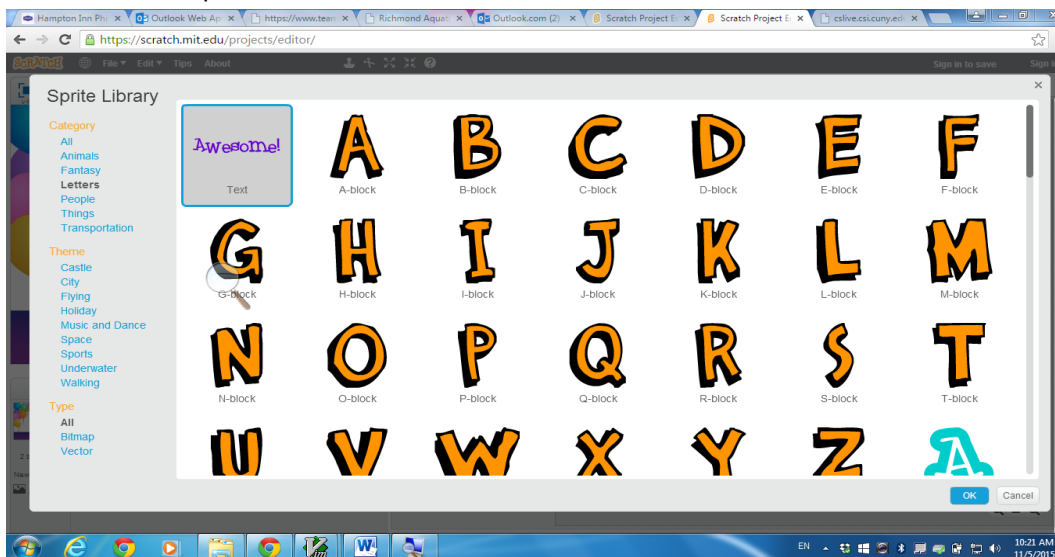 Hampton Inn Ph Outlook Web Ap https://www.team Richmond Aquat Outlook.com (2) Scratch Project E Scratch Project E cslive.csi.cuny.ed
https://scratch.mit.edu/projects/editor/
SCRATCH File Edit Tips About Sign in to save Sign i
Sprite Library
Category
All
Animals
Fantasy
Letters
People
Things
Transportation
Theme
Castle
City
Flying
Holiday
Music and Dance
Space
Sports
Underwater
Walking
Type
All
Bitmap
Vector
Awesome! A B C D E F
Text A-block B-block C-block D-block E-block F-block
G H I J K L M
G-block H-block I-block J-block K-block L-block M-block
N O P Q R S T
N-block O-block P-block Q-block R-block S-block T-block
U V W X Y Z A
OK Cancel
EN 10:21 AM